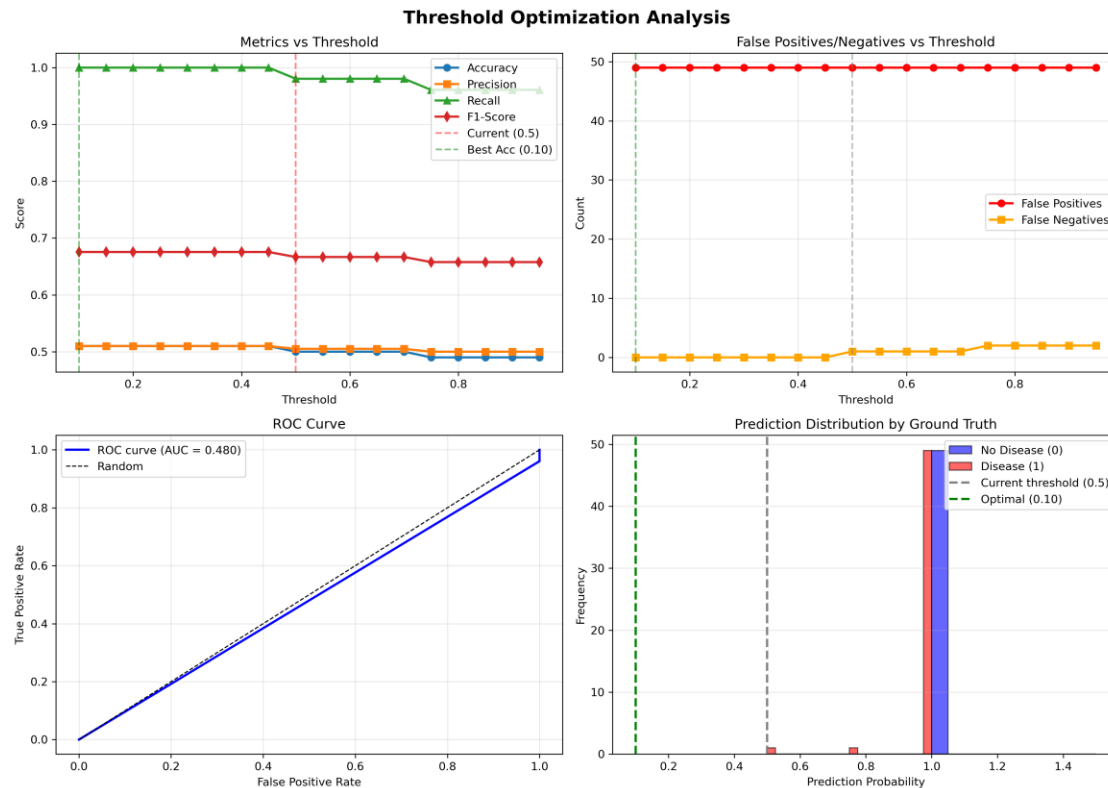 Threshold Optimization Analysis
Metrics vs Threshold
1.0
0.9
0.8
0.7
0.6
0.5
Score
0.2
0.4
0.6
0.8
Threshold
Accuracy
Precision
Recall
F1-Score
Current (0.5)
Best Acc (0.10)
False Positives/Negatives vs Threshold
50
40
30
20
10
0
Count
0.2
0.4
0.6
0.8
Threshold
False Positives
False Negatives
ROC Curve
1.0
0.8
0.6
0.4
0.2
0.0
True Positive Rate
0.0
0.2
0.4
0.6
0.8
1.0
False Positive Rate
ROC curve (AUC = 0.480)
Random
Prediction Distribution by Ground Truth
50
40
30
20
10
0
Frequency
0.2
0.4
0.6
0.8
1.0
1.2
1.4
Prediction Probability
No Disease (0)
Disease (1)
Current threshold (0.5)
Optimal (0.10)